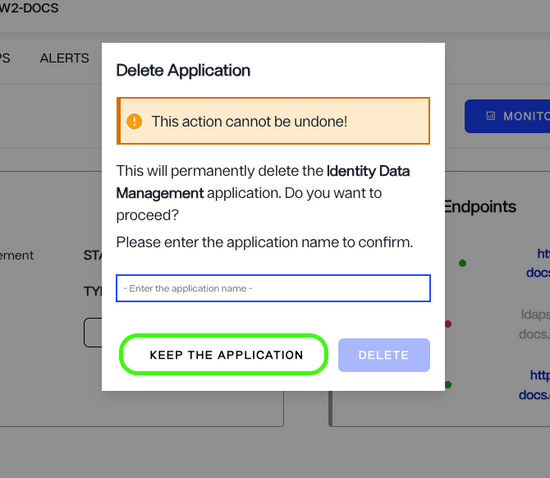 W2-DOCS
PS
ALERTS
Delete Application
This action cannot be undone!
MONITO
This will permanently delete the Identity Data
Management application. Do you want to
proceed?
Please enter the application name to confirm.
Endpoints
ement
STA
htt
docs.
TYP
ldaps
docs.
- Enter the application name -
KEEP THE APPLICATION
DELETE
http
docs.